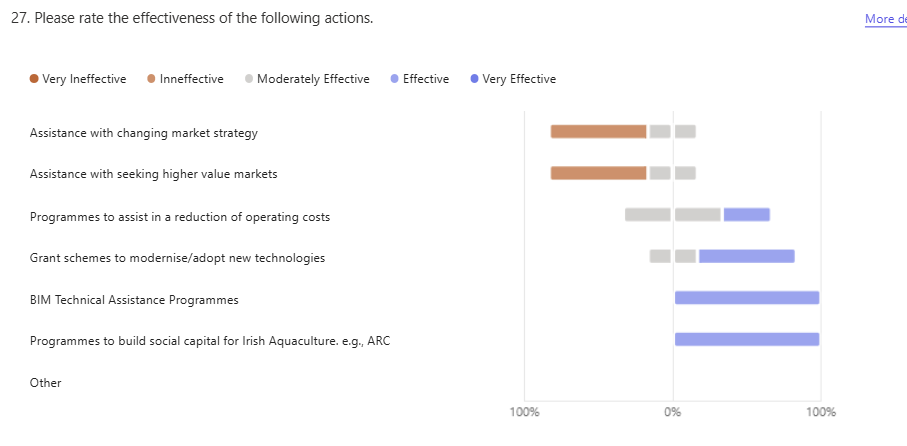 27. Please rate the effectiveness of the following actions.
More de
Very Ineffective Inneffective Moderately Effective Effective Very Effective
Assistance with changing market strategy
Assistance with seeking higher value markets
Programmes to assist in a reduction of operating costs
Grant schemes to modernise/adopt new technologies
BIM Technical Assistance Programmes
Programmes to build social capital for Irish Aquaculture. e.g., ARC
Other
100% 0% 100%